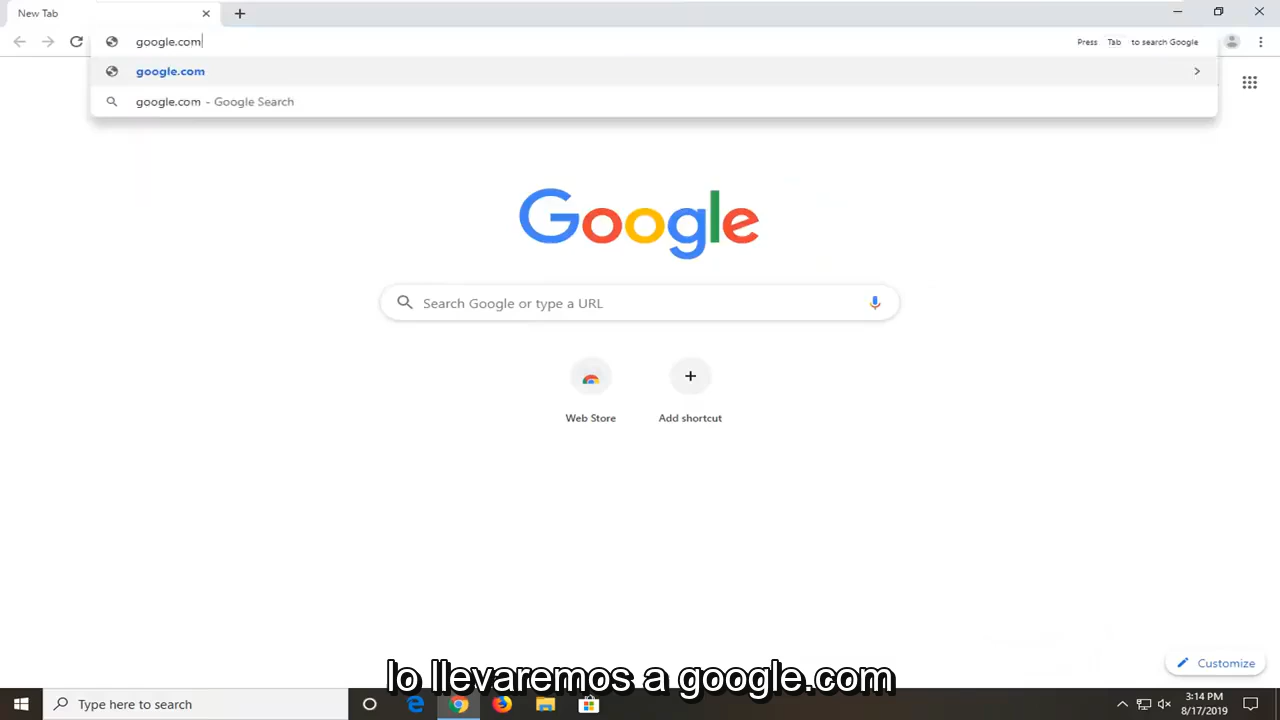 New Tab
google.com
Press Tab to search Google
google.com
google.com - Google Search
Google
Search Google or type a URL
Web Store
Add shortcut
Customize
lo llevaremos a google.com
Type here to search
3:14 PM
8/17/2019